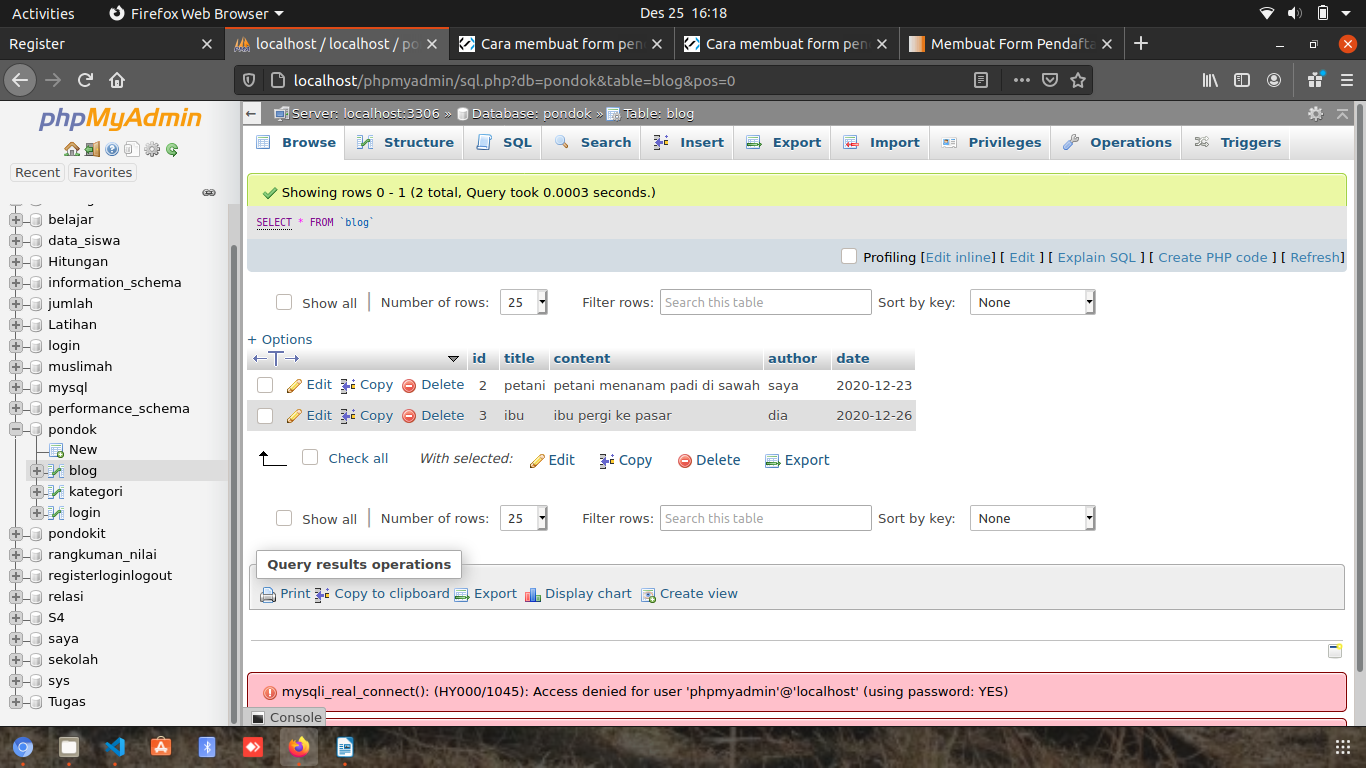 Activities
Firefox Web Browser
Des 25 16:18
Register
localhost / localhost / po
Cara membuat form pen
Cara membuat form pen
Membuat Form Pendafta
localhost/phpmyadmin/sql.php?db=pondok&table=blog&pos=0
phpMyAdmin
Recent
Favorites
belajar
data_siswa
Hitungan
information_schema
jumlah
Latihan
login
muslimah
mysql
performance_schema
pondok
New
blog
kategori
login
pondokit
rangkuman_nilai
registerloginlogout
relasi
S4
saya
sekolah
sys
Tugas
Server: localhost:3306 » Database: pondok » Table: blog
Browse
Structure
SQL
Search
Insert
Export
Import
Privileges
Operations
Triggers
Showing rows 0 - 1 (2 total, Query took 0.0003 seconds.)
SELECT * FROM `blog`
Profiling [Edit inline] [ Edit ] [ Explain SQL ] [ Create PHP code ] [ Refresh]
Show all | Number of rows: 25 Filter rows: Search this table Sort by key: None
+ Options
←T→ id title content author date
Edit Copy Delete 2 petani petani menanam padi di sawah saya 2020-12-23
Edit Copy Delete 3 ibu ibu pergi ke pasar dia 2020-12-26
Check all With selected: Edit Copy Delete Export
Show all | Number of rows: 25 Filter rows: Search this table Sort by key: None
Query results operations
Print Copy to clipboard Export Display chart Create view
mysqli_real_connect(): (HY000/1045): Access denied for user 'phpmyadmin'@'localhost' (using password: YES)
Console